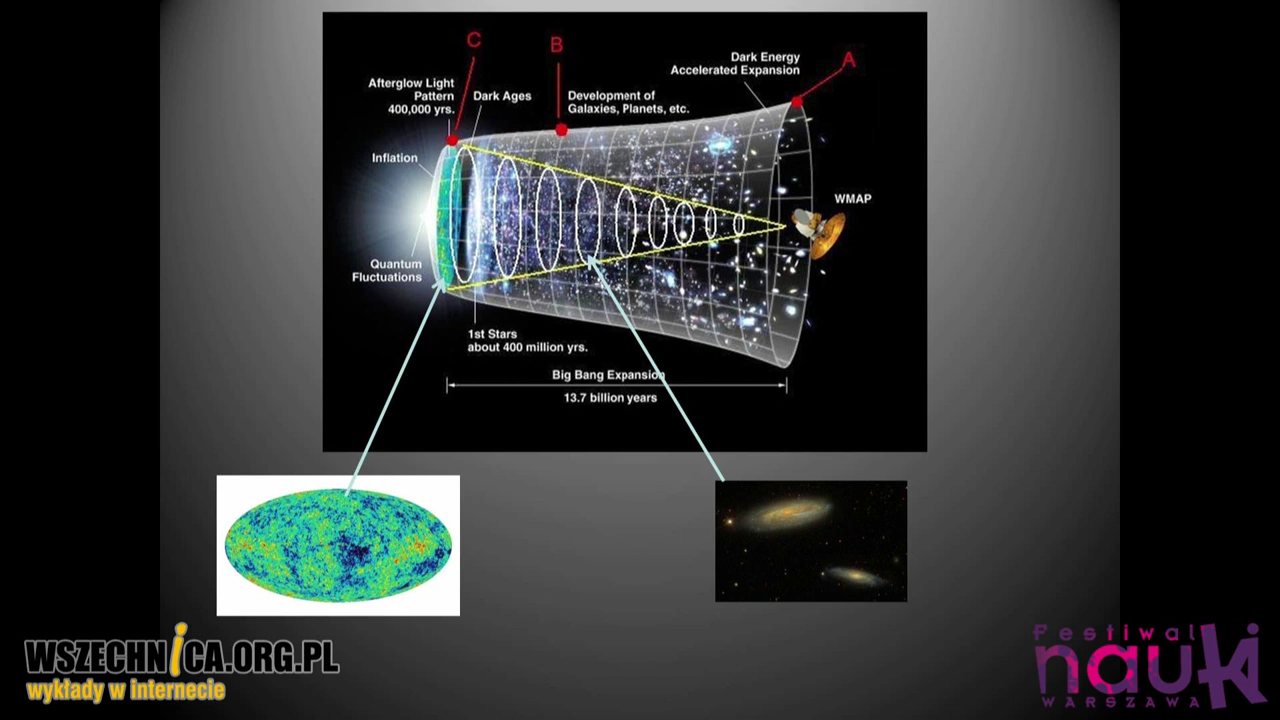 C
B
A
Dark Energy
Accelerated Expansion
Afterglow Light
Pattern
400,000 yrs.
Dark Ages
Development of
Galaxies, Planets, etc.
Inflation
WMAP
Quantum
Fluctuations
1st Stars
about 400 million yrs.
Big Bang Expansion
13.7 billion years
WSZECHNiCA.ORG.PL
wykłady w internecie
Festiwal
nauki
WARSZAWA